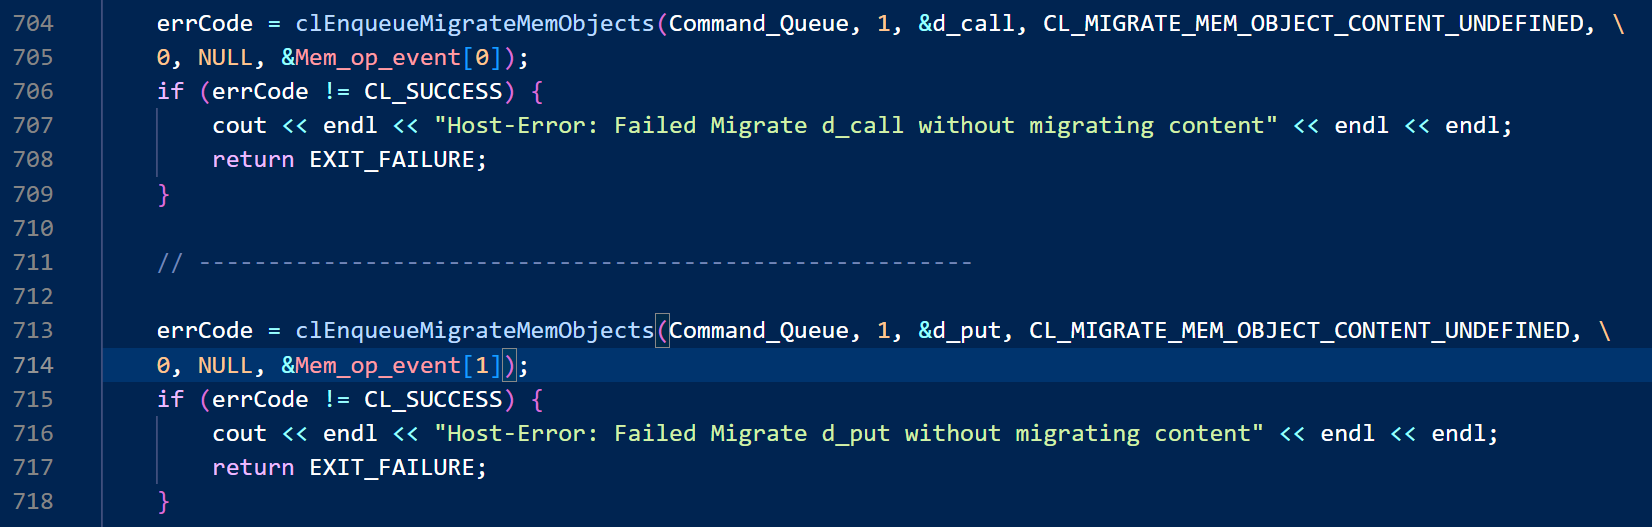 704 errCode = clEnqueueMigrateMemObjects(Command_Queue, 1, &d_call, CL_MIGRATE_MEM_OBJECT_CONTENT_UNDEFINED, \
705 0, NULL, &Mem_op_event[0]);
706 if (errCode != CL_SUCCESS) {
707 cout << endl << "Host-Error: Failed Migrate d_call without migrating content" << endl << endl;
708 return EXIT_FAILURE;
709 }
710
711 // --------------------------------------------------------
712
713 errCode = clEnqueueMigrateMemObjects(Command_Queue, 1, &d_put, CL_MIGRATE_MEM_OBJECT_CONTENT_UNDEFINED, \
714 0, NULL, &Mem_op_event[1]);
715 if (errCode != CL_SUCCESS) {
716 cout << endl << "Host-Error: Failed Migrate d_put without migrating content" << endl << endl;
717 return EXIT_FAILURE;
718 }